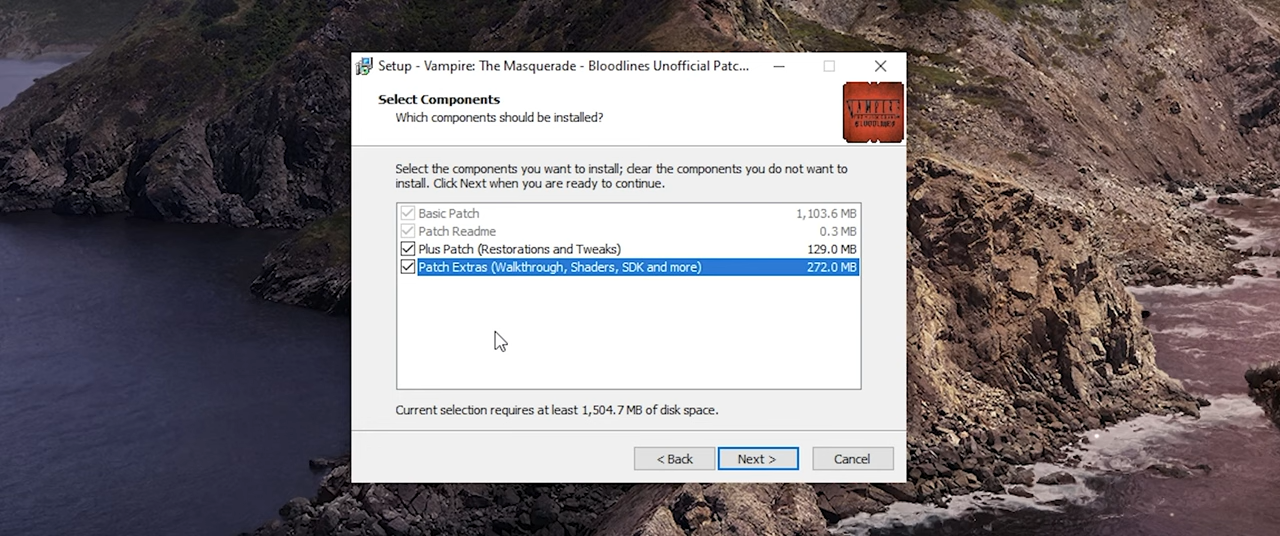 Setup - Vampire: The Masquerade - Bloodlines Unofficial Patc...
Select Components
Which components should be installed?
VAMPIRE
Select the components you want to install; clear the components you do not want to
install. Click Next when you are ready to continue.
Basic Patch 1,103.6 MB
Patch Readme 0.3 MB
Plus Patch (Restorations and Tweaks) 129.0 MB
Patch Extras (Walkthrough, Shaders, SDK and more) 272.0 MB
Current selection requires at least 1,504.7 MB of disk space.
< Back Next > Cancel